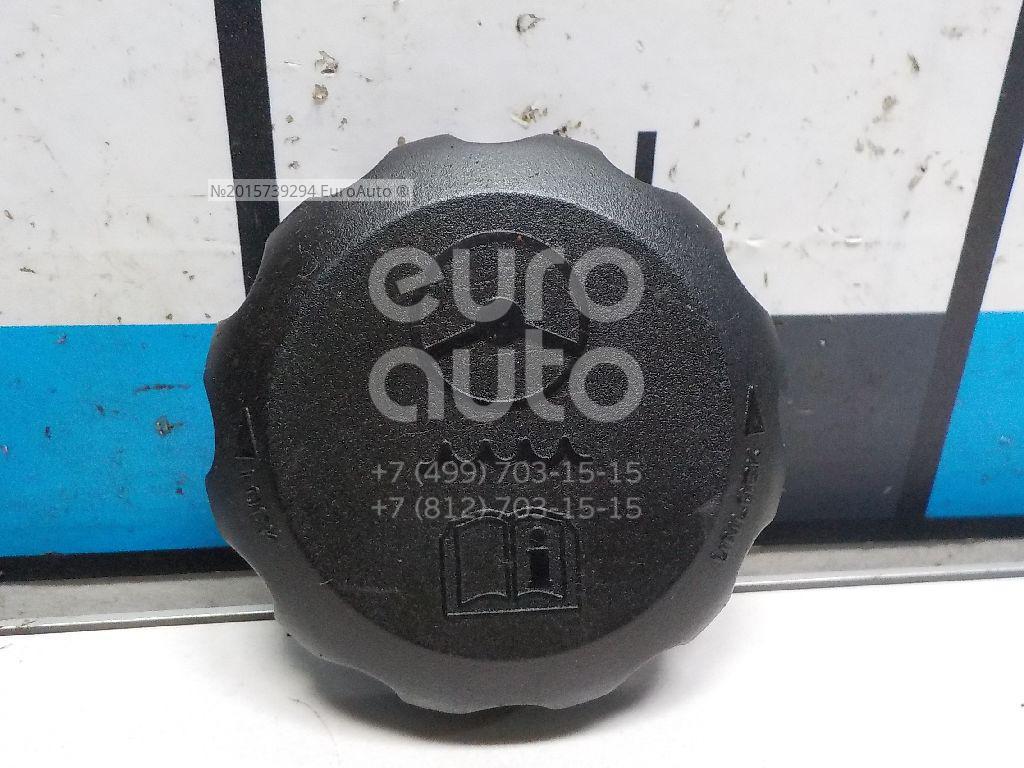 №2015739294 EuroAuto ®
euro
auto
+7 (499) 703-15-15
+7 (812) 703-15-15
i